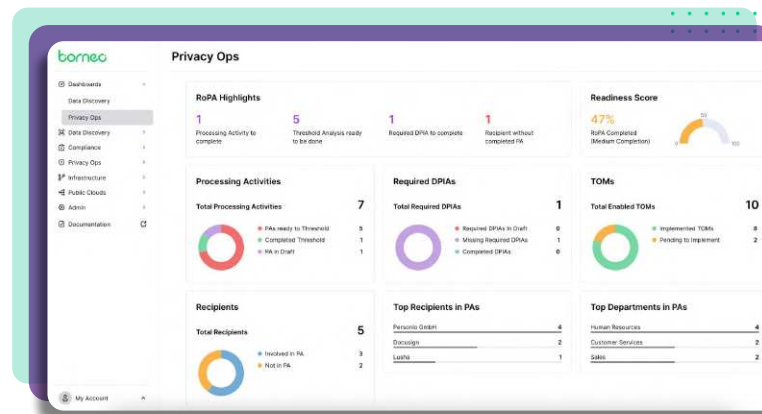 borneo
Privacy Ops
Dashboards
Data Discovery
Privacy Ops
Data Discovery
Compliance
Privacy Ops
Infrastructure
Public Clouds
Admin
Documentation
My Account
RoPA Highlights
1
Processing Activity to
complete
5
Threshold Analysis ready
to be done
1
Required DPIA to complete
1
Recipient without
completed PA
Readiness Score
47%
RoPA Completed
(Medium Completion)
0
50
100
Processing Activities
Total Processing Activities 7
PAs ready to Threshold 5
Completed Threshold 1
PA in Draft 1
Required DPIAs
Total Required DPIAs 1
Required DPIAs in Draft 0
Missing Required DPIAs 1
Completed DPIAs 0
TOMs
Total Enabled TOMs 10
Implemented TOMs 8
Pending to Implement 2
Recipients
Total Recipients 5
Involved in PA 3
Not in PA 2
Top Recipients in PAs
Personio GmbH 4
Docusign 2
Lusha 1
Top Departments in PAs
Human Resources 4
Customer Services 2
Sales 2